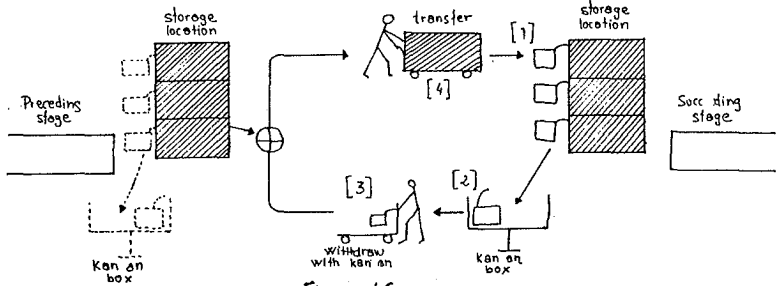 storage
location
transfer
storage
location
[1]
[4]
Preceding
stage
stage
[3]
[2]
withdraw
with kan an
kan an
box
kan an
box